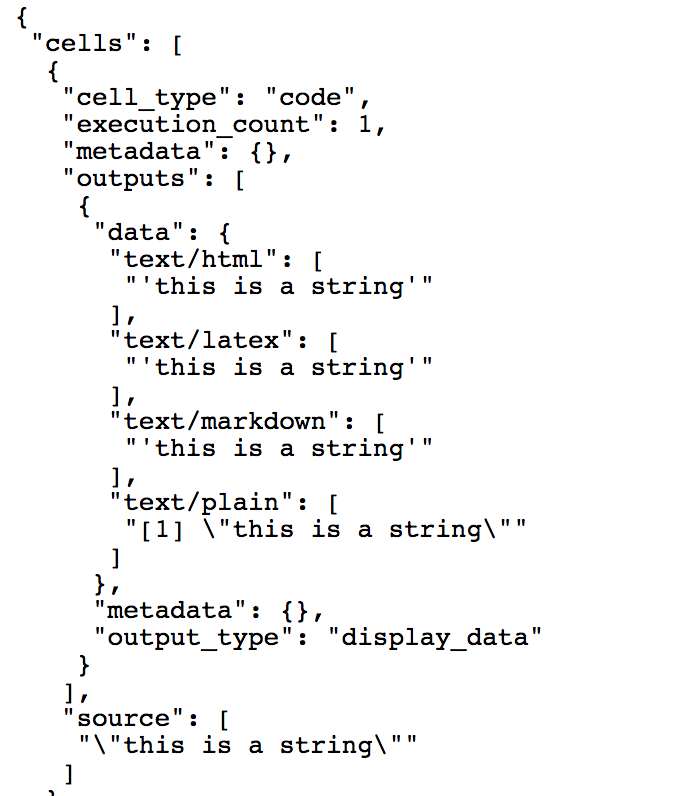 {
 "cells": [
  {
   "cell_type": "code",
   "execution_count": 1,
   "metadata": {},
   "outputs": [
    {
     "data": {
      "text/html": [
       "'this is a string'"
      ],
      "text/latex": [
       "'this is a string'"
      ],
      "text/markdown": [
       "'this is a string'"
      ],
      "text/plain": [
       "[1] \"this is a string\""
      ]
     },
     "metadata": {},
     "output_type": "display_data"
    }
   ],
   "source": [
    "\"this is a string\""
   ]